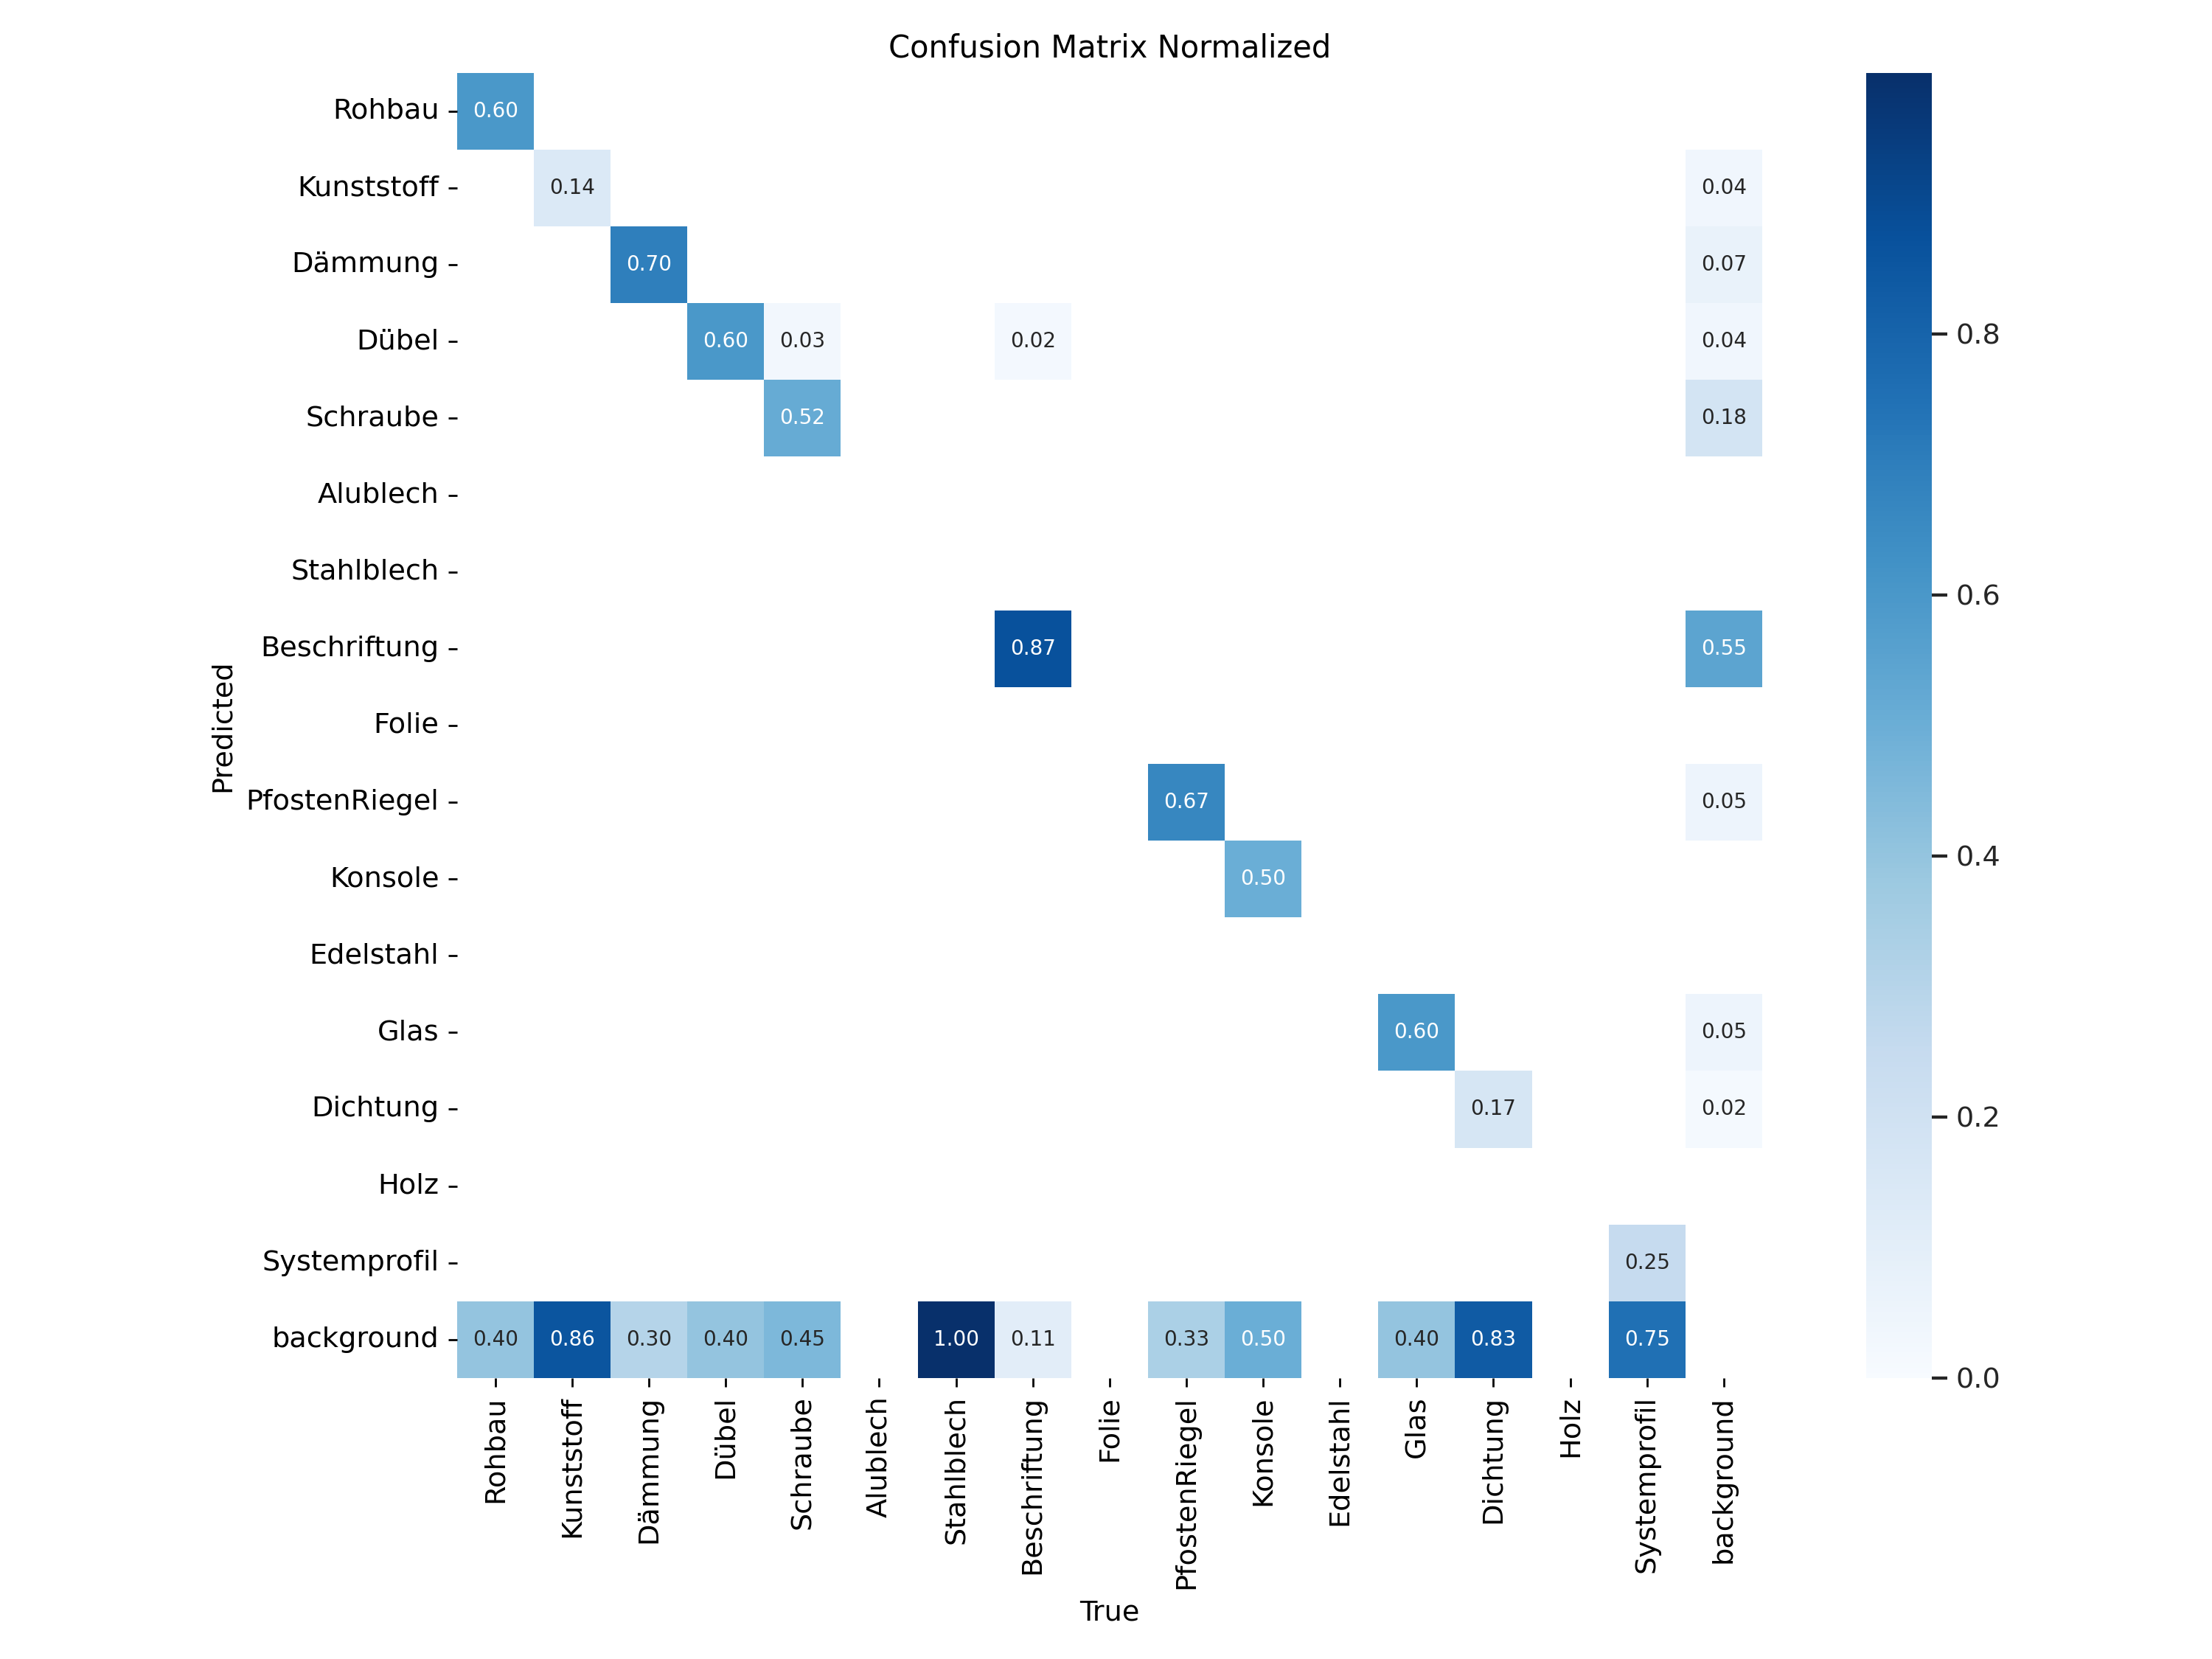 Confusion Matrix Normalized
Rohbau
0.60
Kunststoff
0.14 0.04
Dämmung
0.70 0.07
Dübel
0.60 0.03 0.02 0.04
0.8
Schraube
0.52 0.18
Alublech
Stahlblech
0.6
Beschriftung
0.87 0.55
Folie
Predicted
PfostenRiegel
0.67 0.05
0.4
Konsole
0.50
Edelstahl
Glas
0.60 0.05
Dichtung
0.17 0.02
0.2
Holz
Systemprofil
0.25
background
0.40 0.86 0.30 0.40 0.45 1.00 0.11 0.33 0.50 0.40 0.83 0.75
0.0
Rohbau
Kunststoff
Dämmung
Dübel
Schraube
Alublech
Stahlblech
Beschriftung
Folie
PfostenRiegel
Konsole
Edelstahl
Glas
Dichtung
Holz
Systemprofil
background
True